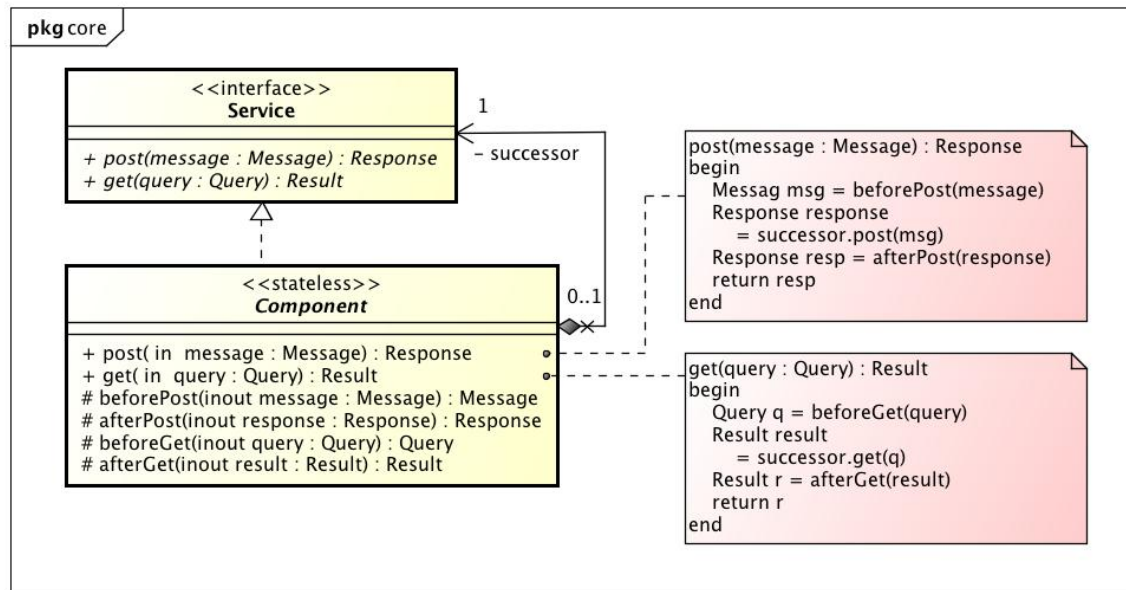 pkg core
<<interface>>
Service
+ post(message : Message) : Response
+ get(query : Query) : Result
1
– successor
<<stateless>>
Component
0..1
+ post( in  message : Message) : Response
+ get( in  query : Query) : Result
# beforePost(inout message : Message) : Message
# afterPost(inout response : Response) : Response
# beforeGet(inout query : Query) : Query
# afterGet(inout result : Result) : Result
post(message : Message) : Response
begin
Messag msg = beforePost(message)
Response response
= successor.post(msg)
Response resp = afterPost(response)
return resp
end
get(query : Query) : Result
begin
Query q = beforeGet(query)
Result result
= successor.get(q)
Result r = afterGet(result)
return r
end